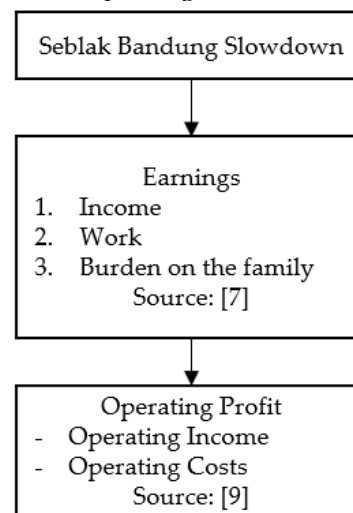 Seblak Bandung Slowdown
Earnings
1. Income
2. Work
3. Burden on the family
Source: [7]
Operating Profit
- Operating Income
- Operating Costs
Source: [9]